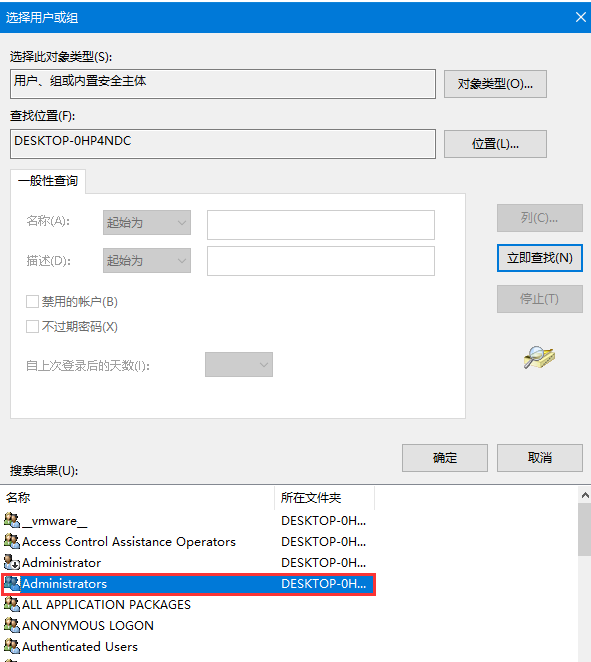 选择用户或组
选择此对象类型(S):
用户、组或内置安全主体
对象类型(O)...
查找位置(F):
DESKTOP-0HP4NDC
位置(L)...
一般性查询
名称(A):
起始为
列(C)...
描述(D):
起始为
立即查找(N)
禁用的帐户(B)
停止(T)
不过期密码(X)
自上次登录后的天数(I):
确定
取消
搜索结果(U):
名称 所在文件夹
__vmware__ DESKTOP-0H...
Access Control Assistance Operators DESKTOP-0H...
Administrator DESKTOP-0H...
Administrators DESKTOP-0H...
ALL APPLICATION PACKAGES
ANONYMOUS LOGON
Authenticated Users